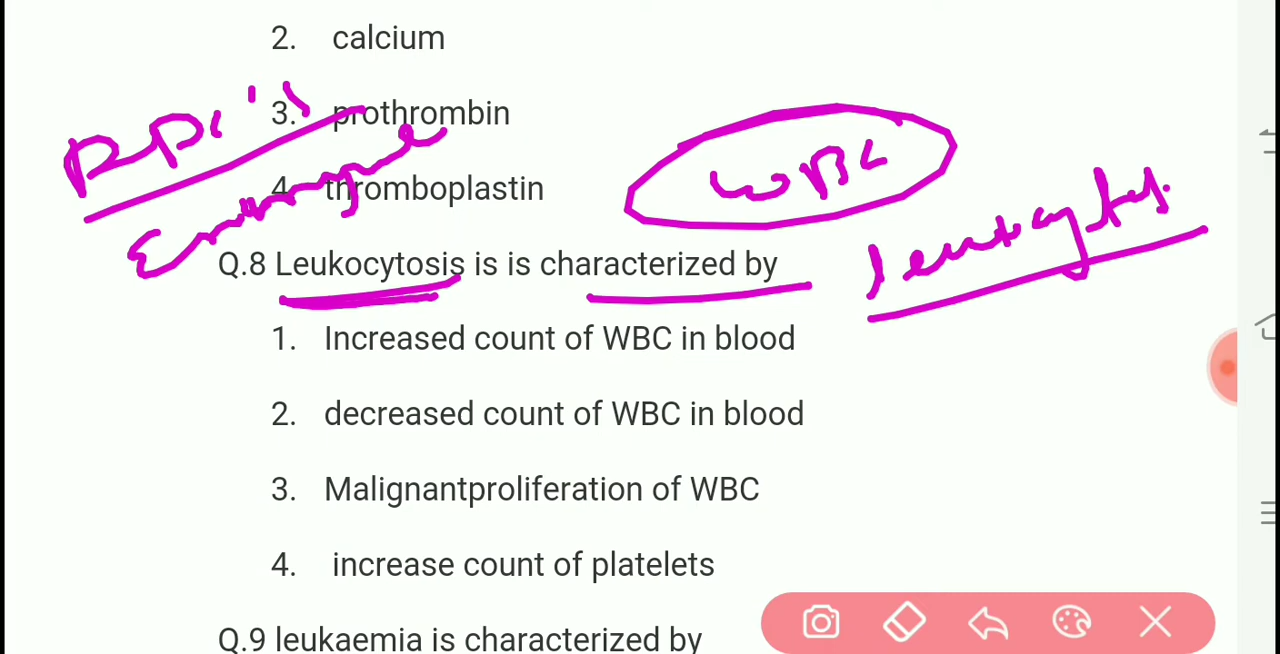 2. calcium
3. prothrombin
4. thromboplastin
WBC
Q.8 Leukocytosis is is characterized by
1. Increased count of WBC in blood
2. decreased count of WBC in blood
3. Malignantproliferation of WBC
4. increase count of platelets
Q.9 leukaemia is characterized by